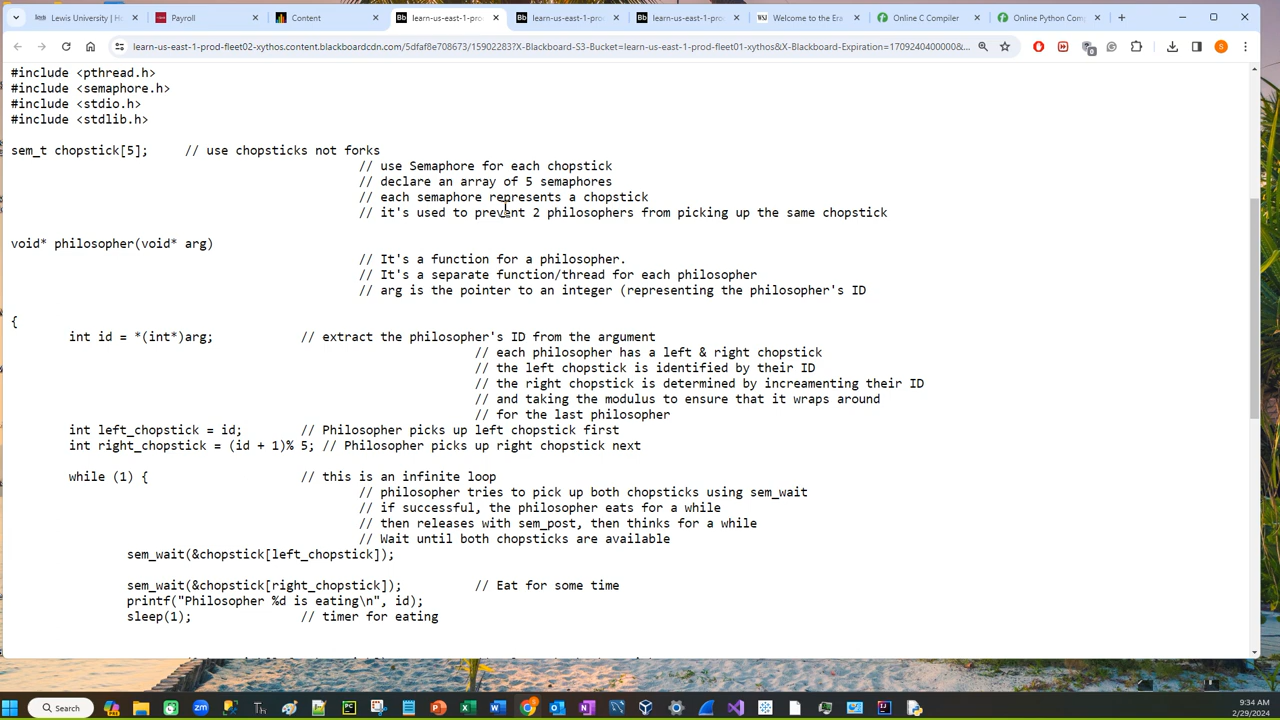 Lewis University | Ho
Payroll
Content
Bb learn-us-east-1-prod-
Bb learn-us-east-1-prod-
Bb learn-us-east-1-prod-
Welcome to the Era
Online C Compiler
Online Python Com
learn-us-east-1-prod-fleet02-xythos.content.blackboardcdn.com/5dfaf8e708673/15902283?X-Blackboard-S3-Bucket=learn-us-east-1-prod-fleet01-xythos&X-Blackboard-Expiration=17092404000000&...
#include <pthread.h>
#include <semaphore.h>
#include <stdio.h>
#include <stdlib.h>
sem_t chopstick[5]; // use chopsticks not forks
// use Semaphore for each chopstick
// declare an array of 5 semaphores
// each semaphore represents a chopstick
// it's used to prevent 2 philosophers from picking up the same chopstick
void* philosopher(void* arg)
// It's a function for a philosopher.
// It's a separate function/thread for each philosopher
// arg is the pointer to an integer (representing the philosopher's ID
{
int id = *(int*)arg; // extract the philosopher's ID from the argument
// each philosopher has a left & right chopstick
// the left chopstick is identified by their ID
// the right chopstick is determined by increamenting their ID
// and taking the modulus to ensure that it wraps around
// for the last philosopher
int left_chopstick = id; // Philosopher picks up left chopstick first
int right_chopstick = (id + 1)% 5; // Philosopher picks up right chopstick next
while (1) { // this is an infinite loop
// philosopher tries to pick up both chopsticks using sem_wait
// if successful, the philosopher eats for a while
// then releases with sem_post, then thinks for a while
// Wait until both chopsticks are available
sem_wait(&chopstick[left_chopstick]);
sem_wait(&chopstick[right_chopstick]); // Eat for some time
printf("Philosopher %d is eating\n", id);
sleep(1); // timer for eating
Search
9:34 AM
2/29/2024